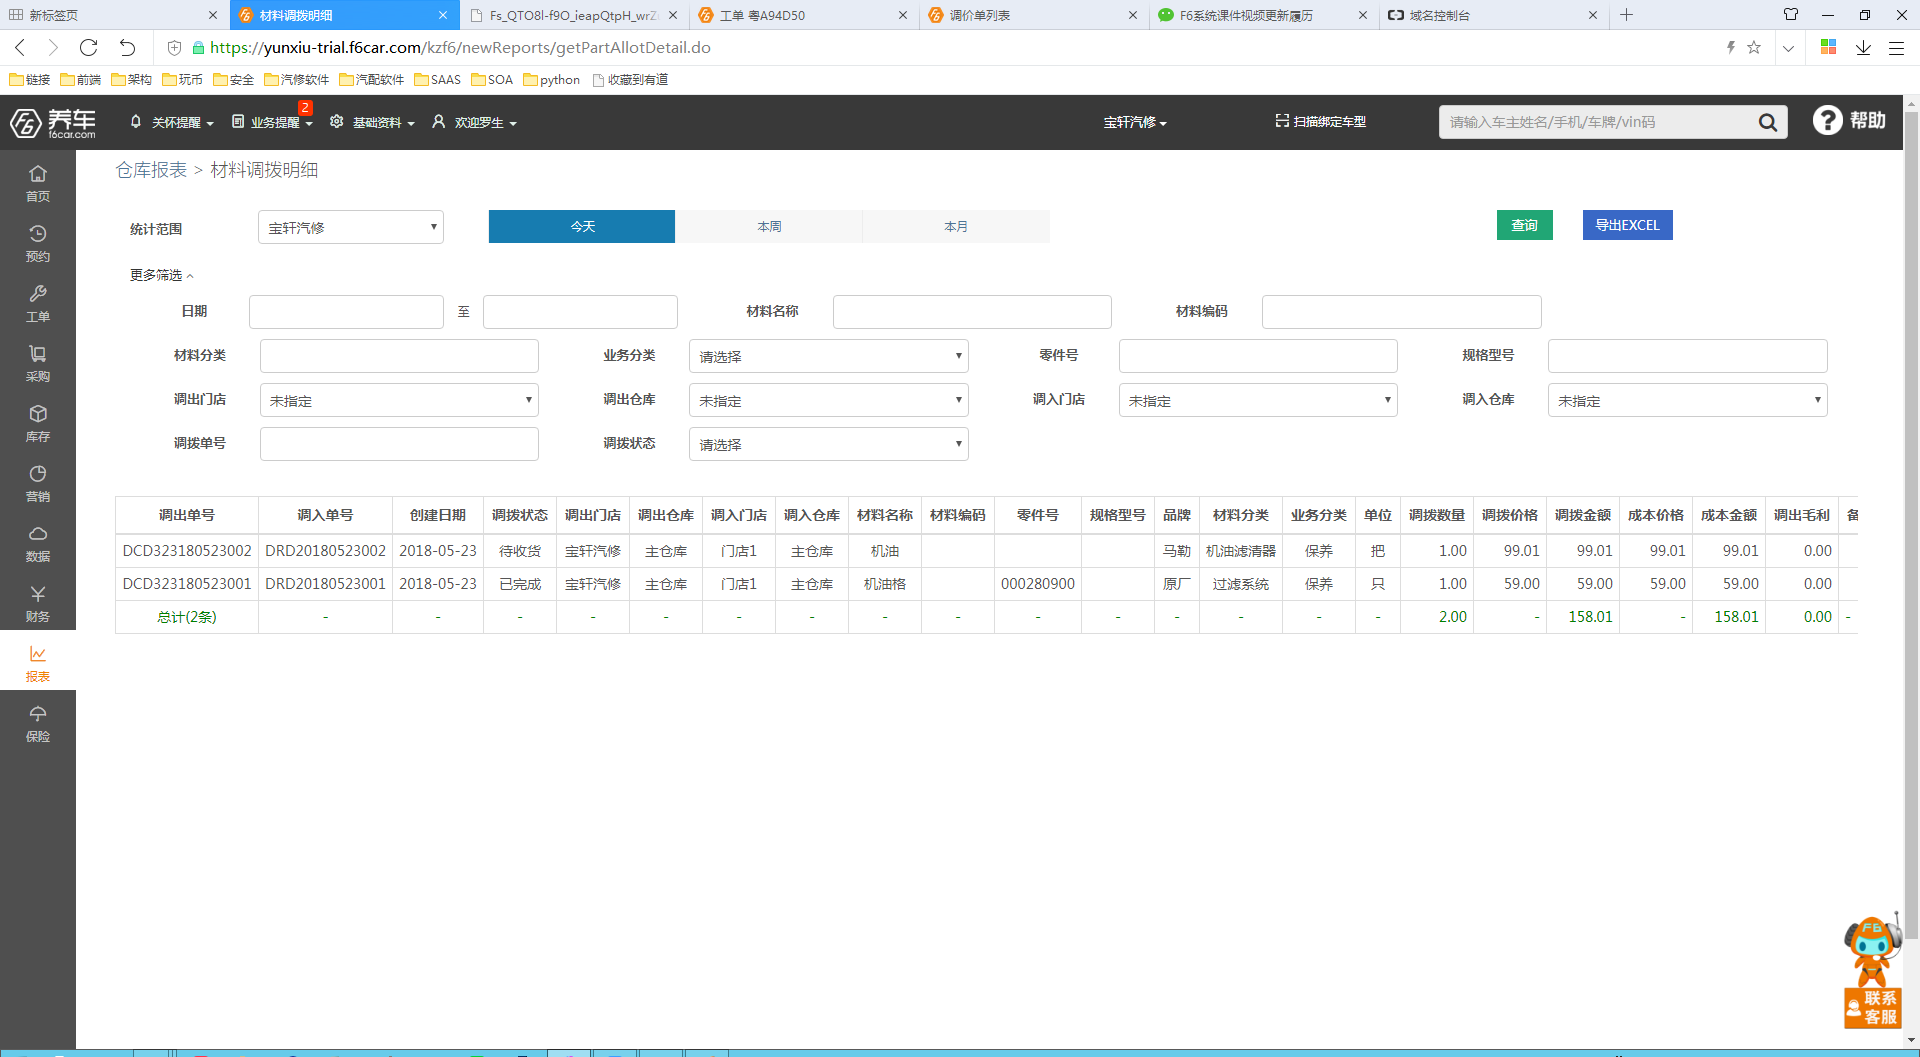 新标签页
材料调拨明细
Fs_QTO8l-f9O_ieapQtpH_wrZ
工单 粤A94D50
调价单列表
F6系统课件视频更新履历
域名控制台
https://yunxiu-trial.f6car.com/kzf6/newReports/getPartAllotDetail.do
链接 前端 架构 玩币 安全 汽修软件 汽配软件 SAAS SOA python 收藏到有道
养车 f6car.com
关怀提醒 业务提醒 2 基础资料 欢迎罗生 宝轩汽修 扫描绑定车型 请输入车主姓名/手机/车牌/vin码 ? 帮助
首页
预约
工单
采购
库存
营销
数据
财务
报表
保险
仓库报表 > 材料调拨明细
统计范围 宝轩汽修 今天 本周 本月 查询 导出EXCEL
更多筛选
日期 至 材料名称 材料编码
材料分类 业务分类 请选择 零件号 规格型号
调出门店 未指定 调出仓库 未指定 调入门店 未指定 调入仓库 未指定
调拨单号 调拨状态 请选择
调出单号 调入单号 创建日期 调拨状态 调出门店 调出仓库 调入门店 调入仓库 材料名称 材料编码 零件号 规格型号 品牌 材料分类 业务分类 单位 调拨数量 调拨价格 调拨金额 成本价格 成本金额 调出毛利 备
DCD323180523002 DRD20180523002 2018-05-23 待收货 宝轩汽修 主仓库 门店1 主仓库 机油 马勒 机油滤清器 保养 把 1.00 99.01 99.01 99.01 99.01 0.00
DCD323180523001 DRD20180523001 2018-05-23 已完成 宝轩汽修 主仓库 门店1 主仓库 机油格 000280900 原厂 过滤系统 保养 只 1.00 59.00 59.00 59.00 59.00 0.00
总计(2条) - - - - - - - - - - - - - - - 2.00 - 158.01 - 158.01 0.00 -
F6
联系
客服